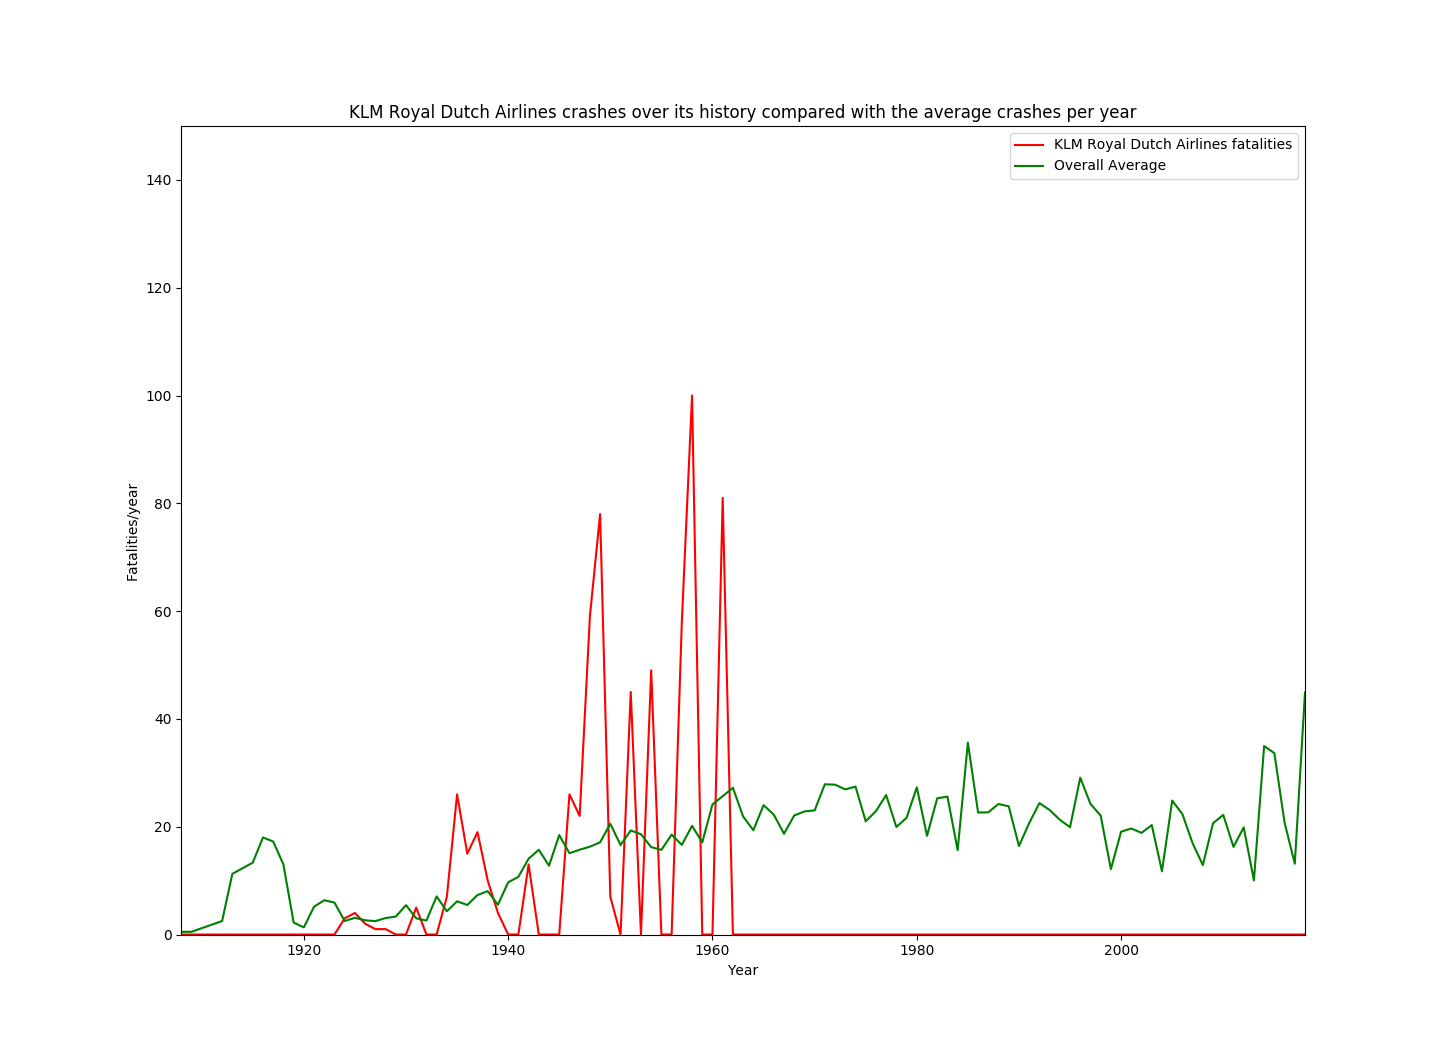 KLM Royal Dutch Airlines crashes over its history compared with the average crashes per year
KLM Royal Dutch Airlines fatalities
Overall Average
140
120
100
80
60
40
20
0
Fatalities/year
1920
1940
1960
1980
2000
Year